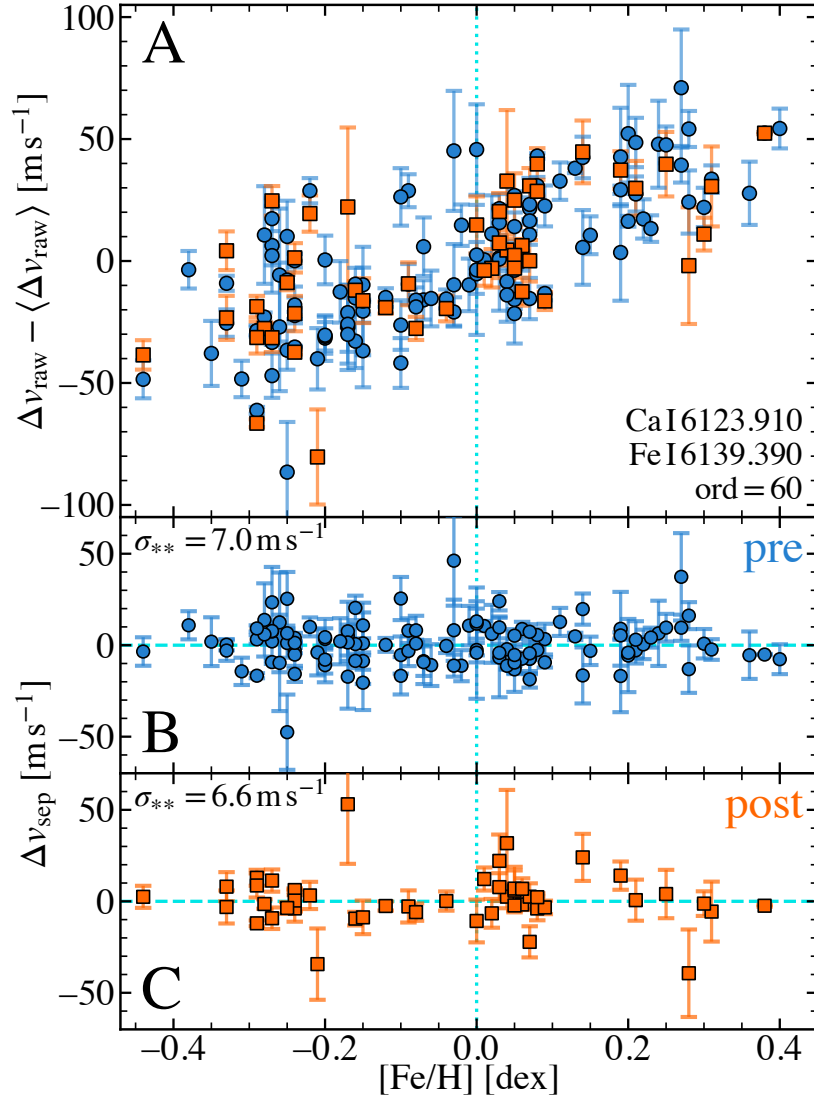 A
100
50
0
−50
−100
Δv_raw − ⟨Δv_raw⟩ [m s⁻¹]
Ca I 6123.910
Fe I 6139.390
ord = 60
σ_** = 7.0 m s⁻¹
pre
50
0
−50
B
Δv_sep [m s⁻¹]
σ_** = 6.6 m s⁻¹
post
50
0
−50
C
−0.4 −0.2 0.0 0.2 0.4
[Fe/H] [dex]